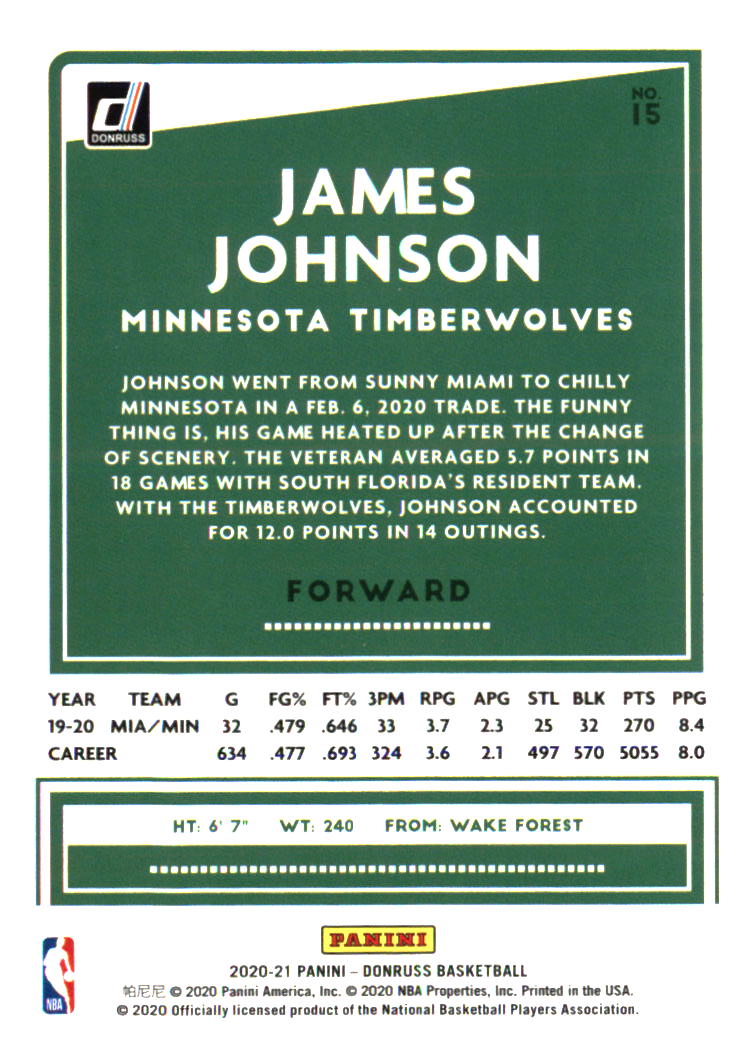 DONRUSS
NO.
15
JAMES
JOHNSON
MINNESOTA TIMBERWOLVES
JOHNSON WENT FROM SUNNY MIAMI TO CHILLY
MINNESOTA IN A FEB. 6, 2020 TRADE. THE FUNNY
THING IS, HIS GAME HEATED UP AFTER THE CHANGE
OF SCENERY. THE VETERAN AVERAGED 5.7 POINTS IN
18 GAMES WITH SOUTH FLORIDA'S RESIDENT TEAM.
WITH THE TIMBERWOLVES, JOHNSON ACCOUNTED
FOR 12.0 POINTS IN 14 OUTINGS.
FORWARD
YEAR TEAM G FG% FT% 3PM RPG APG STL BLK PTS PPG
19-20 MIA/MIN 32 .479 .646 33 3.7 2.3 25 32 270 8.4
CAREER 634 .477 .693 324 3.6 2.1 497 570 5055 8.0
HT: 6' 7" WT: 240 FROM: WAKE FOREST
PANINI
2020-21 PANINI – DONRUSS BASKETBALL
帕尼尼 © 2020 Panini America, Inc. © 2020 NBA Properties, Inc. Printed in the USA.
© 2020 Officially licensed product of the National Basketball Players Association.
NBA